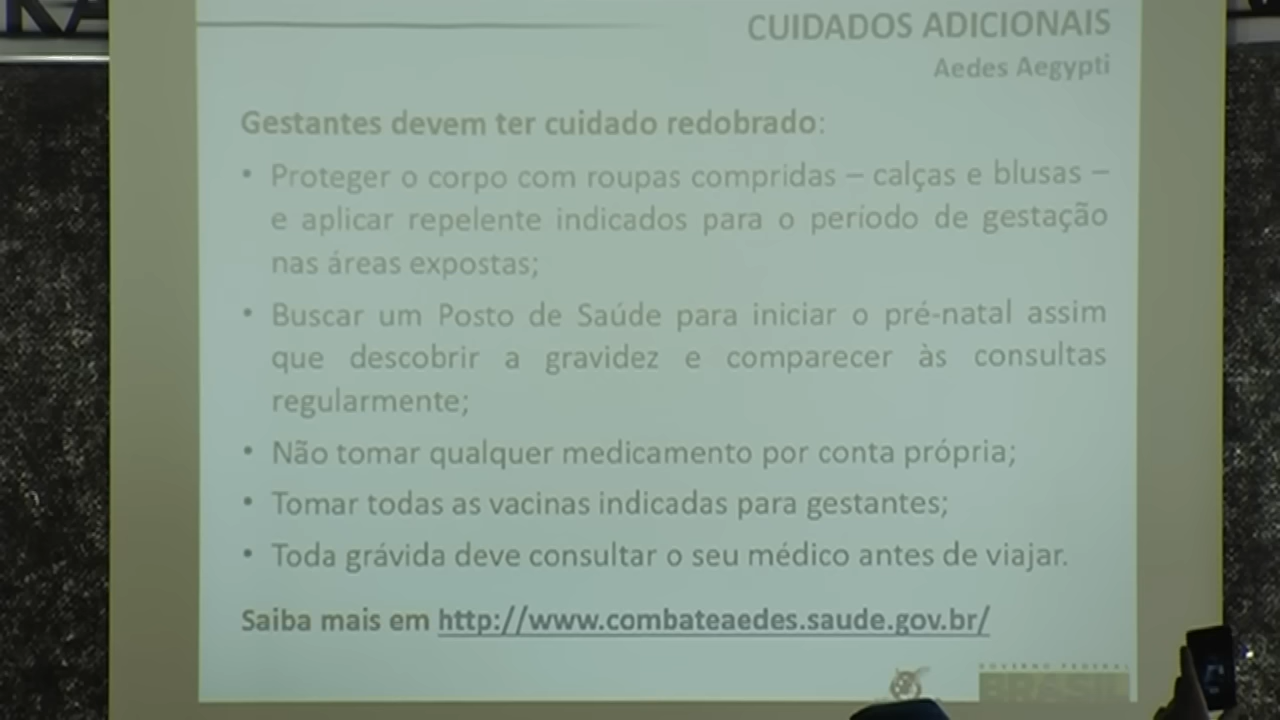 CUIDADOS ADICIONAIS
Aedes Aegypti
Gestantes devem ter cuidado redobrado:
• Proteger o corpo com roupas compridas – calças e blusas –
e aplicar repelente indicados para o período de gestação
nas áreas expostas;
• Buscar um Posto de Saúde para iniciar o pré-natal assim
que descobrir a gravidez e comparecer às consultas
regularmente;
• Não tomar qualquer medicamento por conta própria;
• Tomar todas as vacinas indicadas para gestantes;
• Toda grávida deve consultar o seu médico antes de viajar.
Saiba mais em http://www.combateaedes.saude.gov.br/
GOVERNO FEDERAL
BRASIL